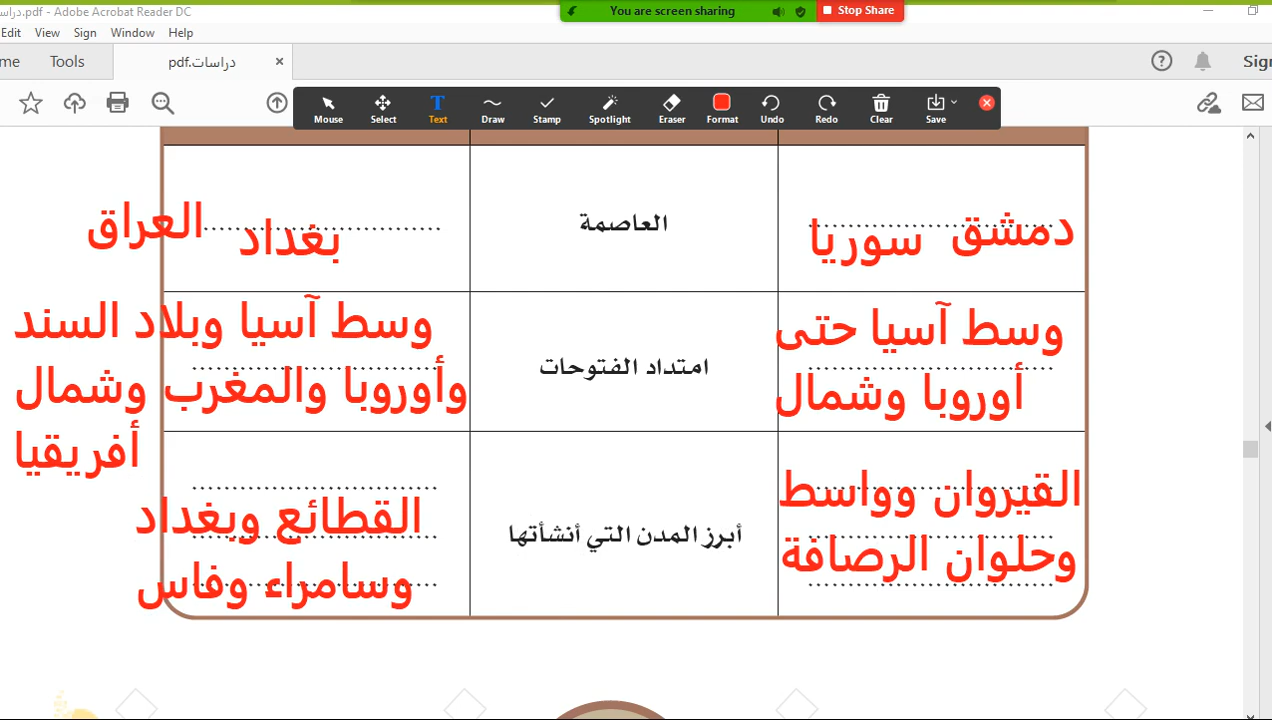 دراسات.pdf - Adobe Acrobat Reader DC
You are screen sharing
Stop Share
Edit View Sign Window Help
Tools
دراسات.pdf ×
Mouse Select Text Draw Stamp Spotlight Eraser Format Undo Redo Clear Save
دمشق سوريا
العاصمة
بغداد العراق
وسط آسيا حتى
أوروبا وشمال
امتداد الفتوحات
وسط آسيا وبلاد السند
وأوروبا والمغرب وشمال
أفريقيا
القيروان وواسط
وحلوان الرصافة
أبرز المدن التي أنشأتها
القطائع وبغداد
وسامراء وفاس